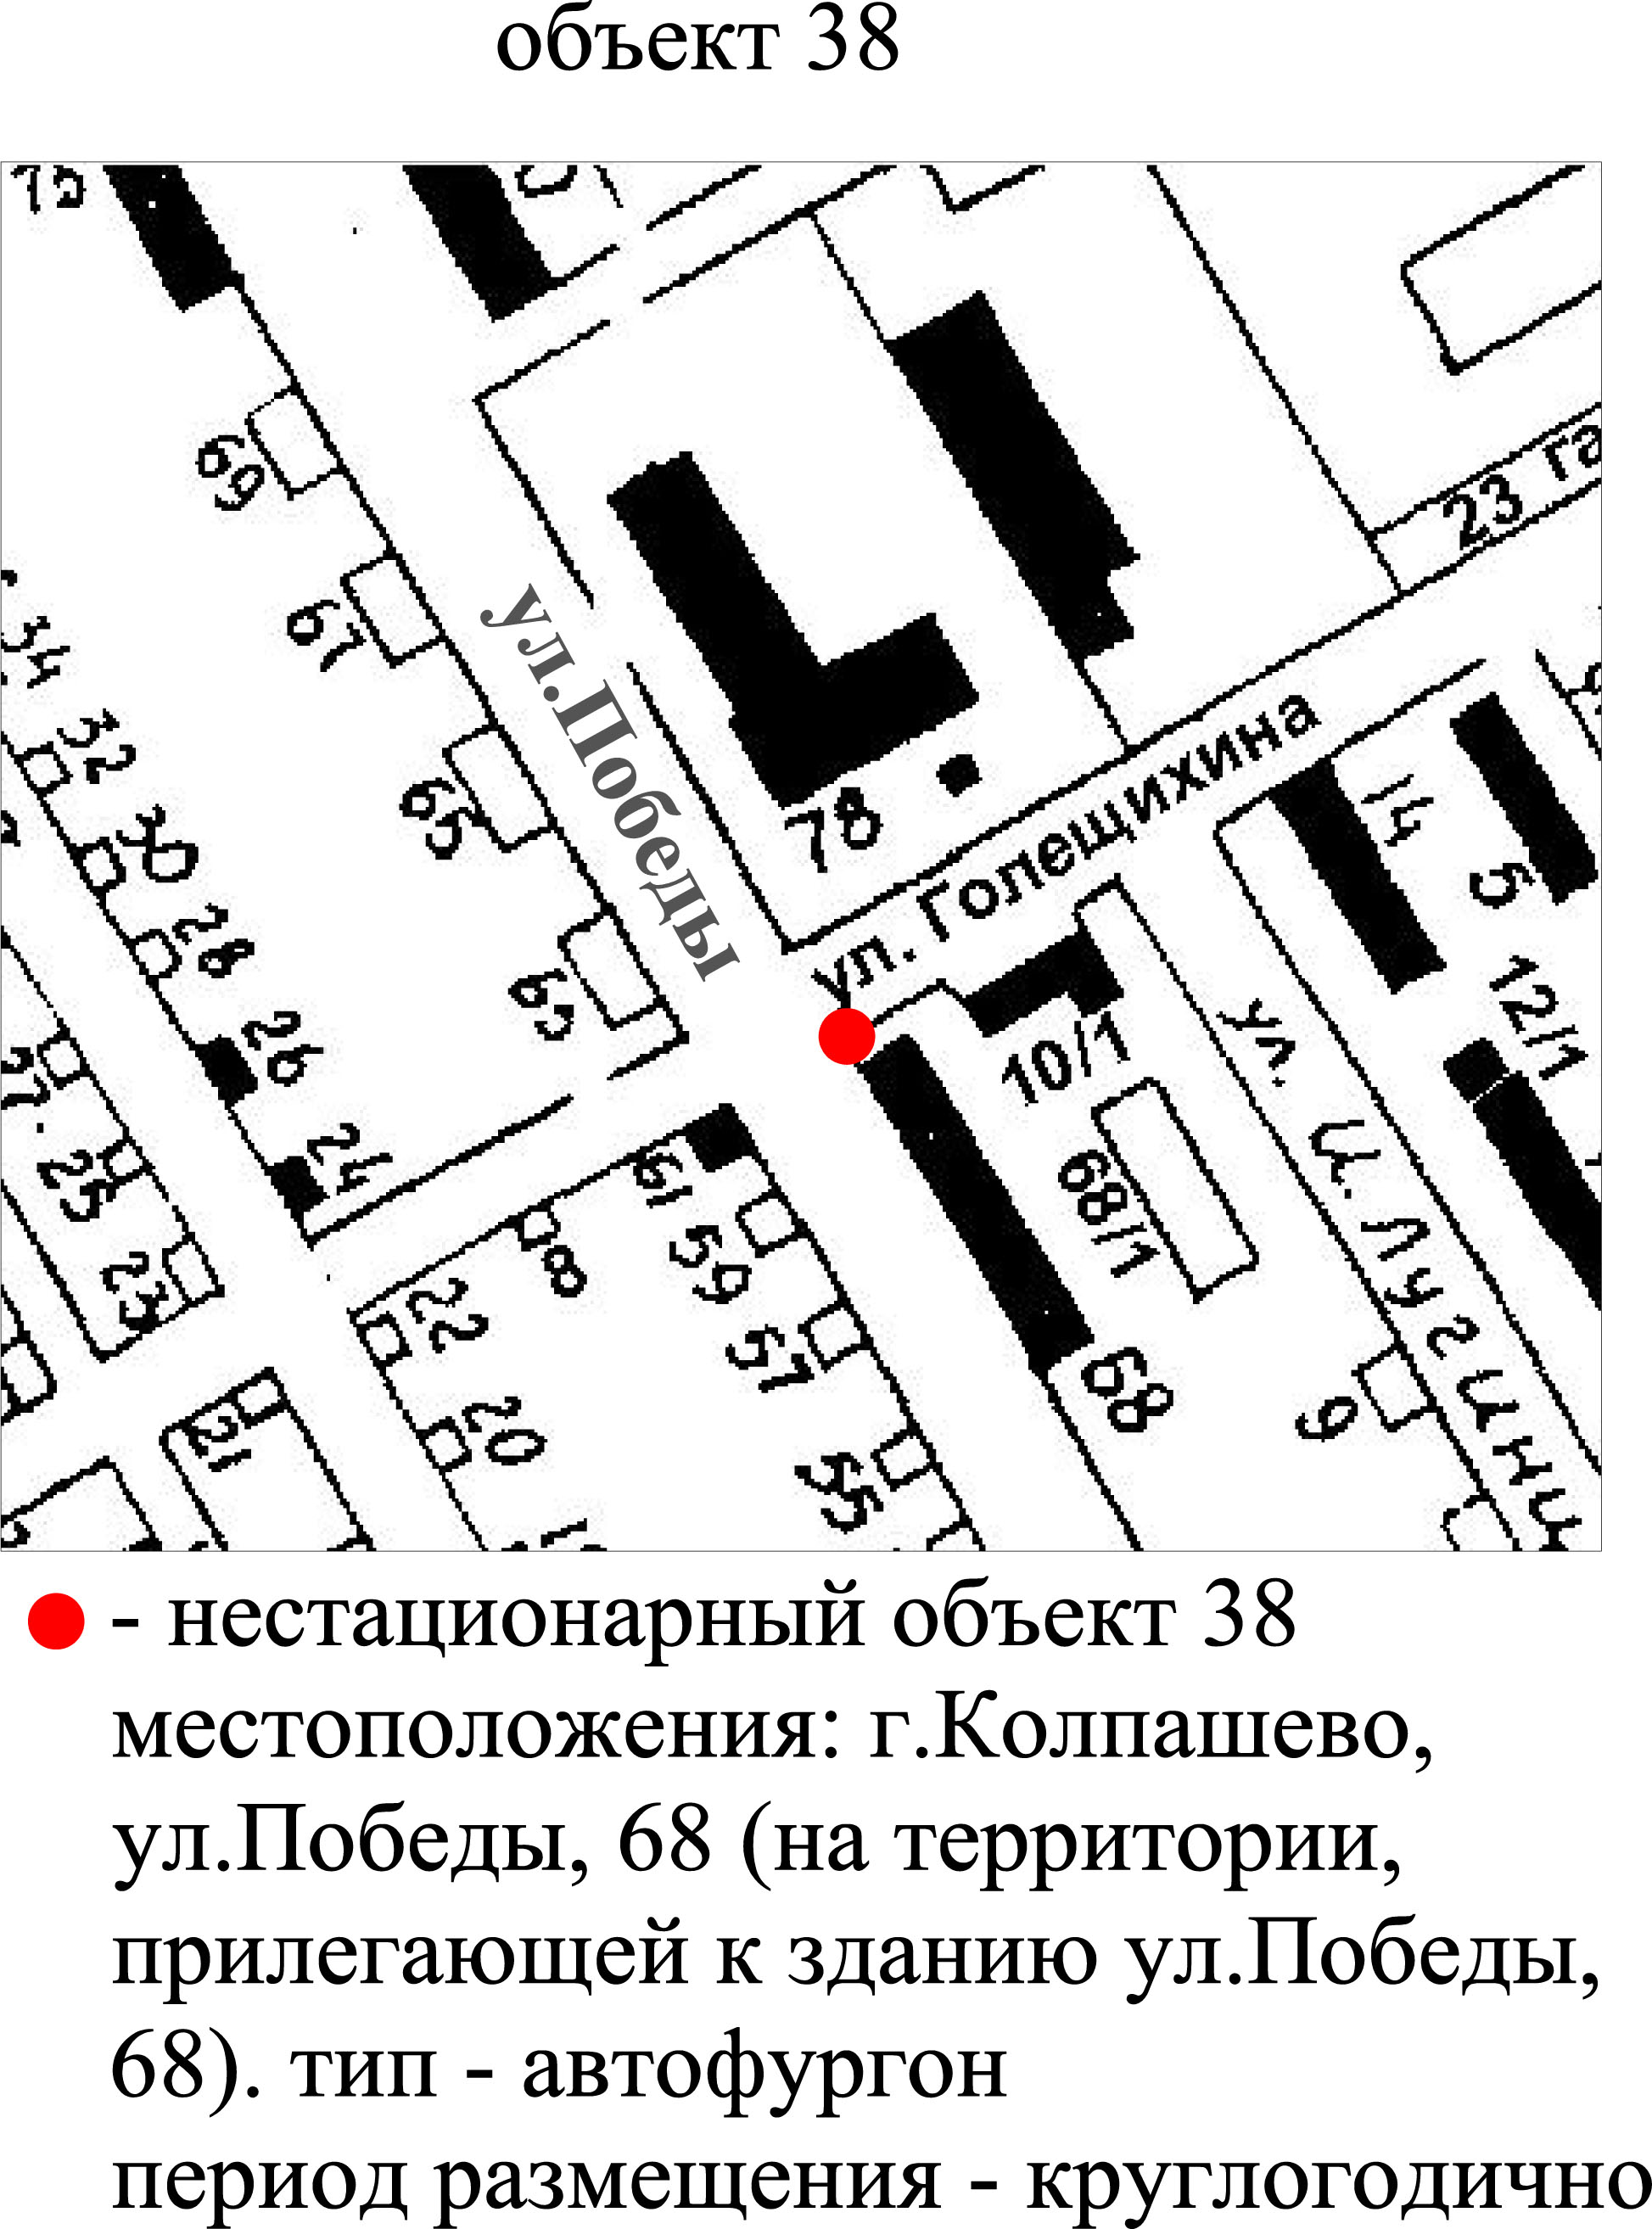 объект 38
69
23 га
67
34
ул.Победы
32
65
78
ул. Голещихина
14
5
30
28
63
26
10/1
12/1
ул. И. Лугинц
27
25
24
61
68/1
59
8
23
22
57
68
9
21
20
55
- нестационарный объект 38
местоположения: г.Колпашево,
ул.Победы, 68 (на территории,
прилегающей к зданию ул.Победы,
68). тип - автофургон
период размещения - круглогодично